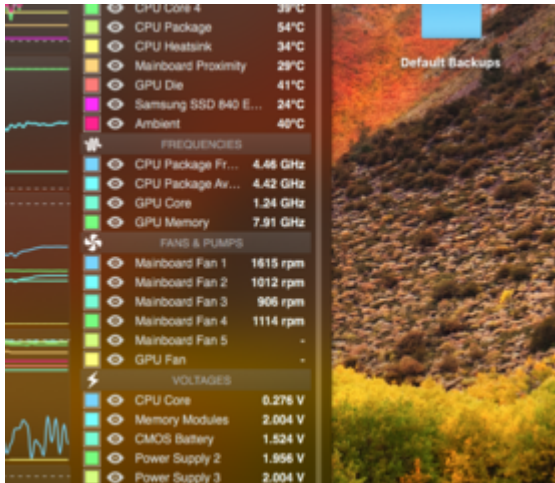 CPU Core 4 39°C
CPU Package 54°C
CPU Heatsink 34°C
Mainboard Proximity 29°C
GPU Die 41°C
Samsung SSD 840 E... 24°C
Ambient 40°C
FREQUENCIES
CPU Package Fr... 4.46 GHz
CPU Package Av... 4.42 GHz
GPU Core 1.24 GHz
GPU Memory 7.91 GHz
FANS & PUMPS
Mainboard Fan 1 1615 rpm
Mainboard Fan 2 1012 rpm
Mainboard Fan 3 906 rpm
Mainboard Fan 4 1114 rpm
Mainboard Fan 5 -
GPU Fan -
VOLTAGES
CPU Core 0.276 V
Memory Modules 2.004 V
CMOS Battery 1.524 V
Power Supply 2 1.956 V
Power Supply 3 2.004 V
Default Backups